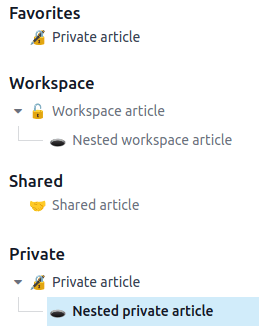 Favorites
Private article
Workspace
Workspace article
Nested workspace article
Shared
Shared article
Private
Private article
Nested private article